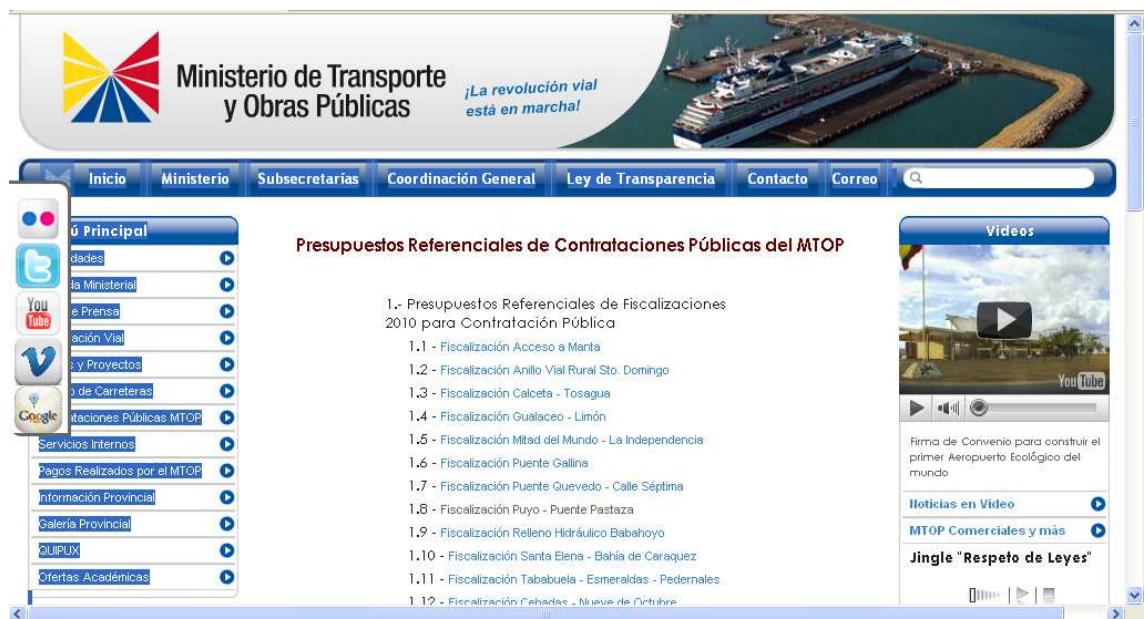 Ministerio de Transporte
y Obras Públicas
¡La revolución vial
está en marcha!
Inicio Ministerio Subsecretarías Coordinación General Ley de Transparencia Contacto Correo
ú Principal
dades
da Ministerial
e Prensa
ación Vial
s y Proyectos
o de Carreteras
taciones Públicas MTOP
Servicios Internos
Pagos Realizados por el MTOP
Información Provincial
Galería Provincial
QUIPUX
Ofertas Académicas
You
Tube
Google
Presupuestos Referenciales de Contrataciones Públicas del MTOP
1.- Presupuestos Referenciales de Fiscalizaciones
2010 para Contratación Pública
1.1 - Fiscalización Acceso a Manta
1.2 - Fiscalización Anillo Vial Rural Sto. Domingo
1.3 - Fiscalización Calceta - Tosagua
1.4 - Fiscalización Gualaceo - Limón
1.5 - Fiscalización Mitad del Mundo - La Independencia
1.6 - Fiscalización Puente Gallina
1.7 - Fiscalización Puente Quevedo - Calle Séptima
1.8 - Fiscalización Puyo - Puente Pastaza
1.9 - Fiscalización Relleno Hidráulico Babahoyo
1.10 - Fiscalización Santa Elena - Bahía de Caraquez
1.11 - Fiscalización Tababuela - Esmeraldas - Pedernales
1.12 - Fiscalización Cebadas - Nueve de Octubre
Videos
YouTube
Firma de Convenio para construir el
primer Aeropuerto Ecológico del
mundo
Noticias en Video
MTOP Comerciales y más
Jingle "Respeto de Leyes"